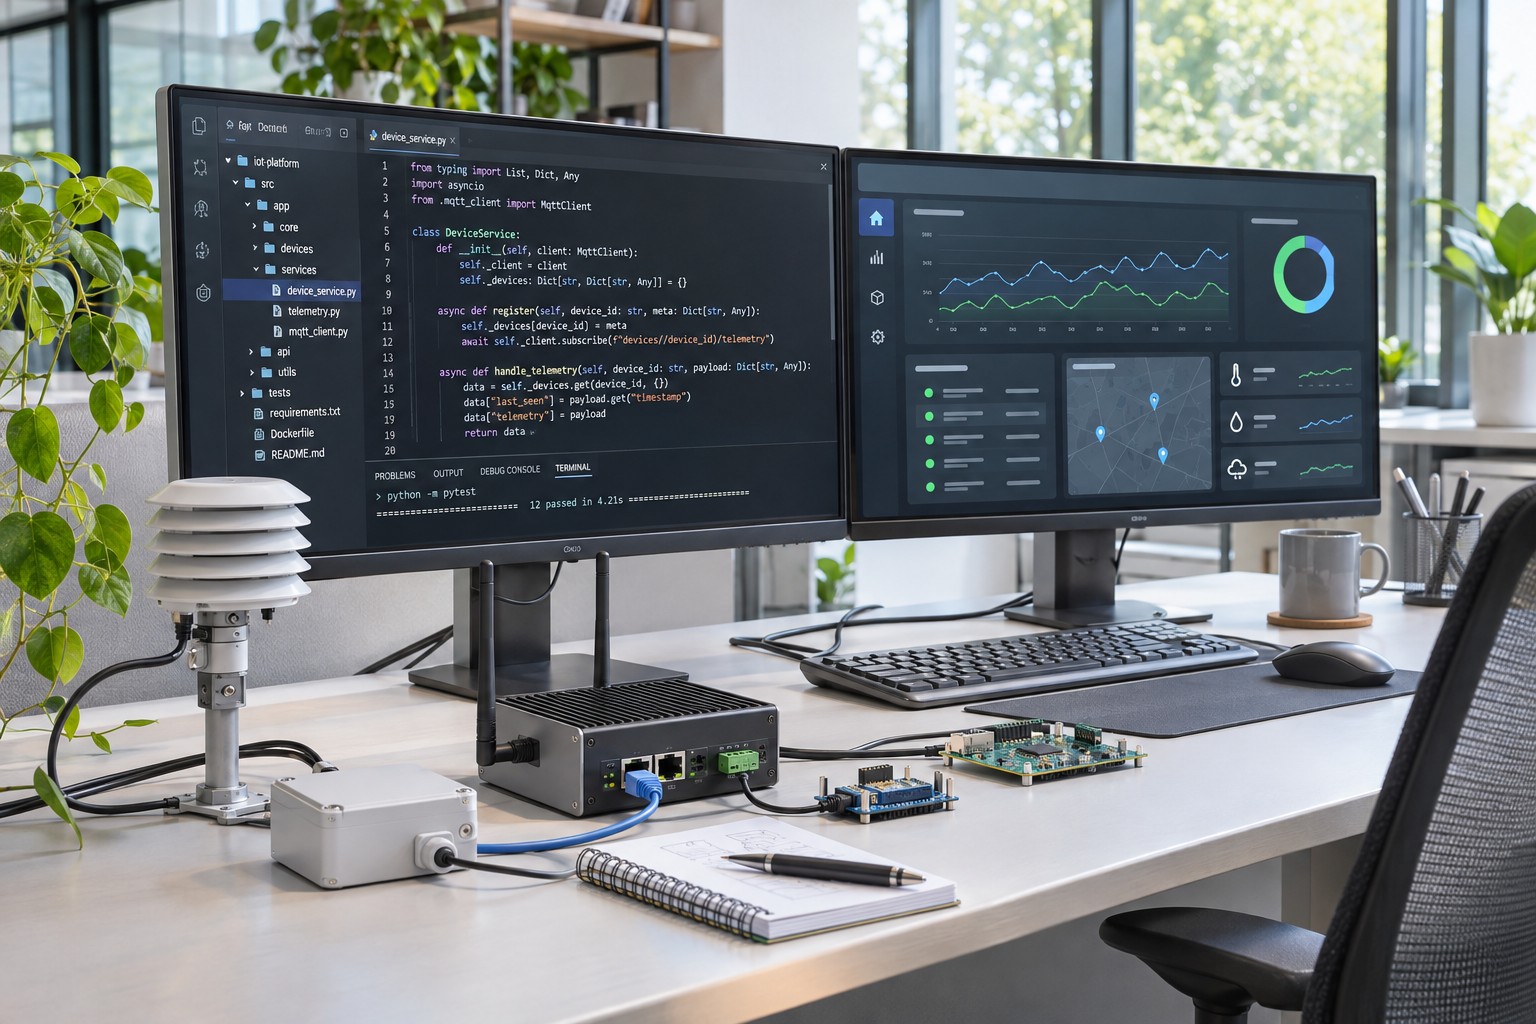 device_service.py
iot-platform
src
app
core
devices
services
device_service.py
telemetry.py
mqtt_client.py
api
utils
tests
requirements.txt
Dockerfile
README.md
1 from typing import List, Dict, Any
2 import asyncio
3 from .mqtt_client import MqttClient
4
5 class DeviceService:
6 def __init__(self, client: MqttClient):
7 self._client = client
8 self._devices: Dict[str, Dict[str, Any]] = {}
9
10 async def register(self, device_id: str, meta: Dict[str, Any]):
11 self._devices[device_id) = meta
12 await self._client.subscribe(f"devices//device_id)/telemetry")
13
14 async def handle_telemetry(self, device_id: str, payload: Dict[str, Any]):
15 data = self._devices.get(device_id, {})
16 data["last_seen"] = payload.get("timestamp")
19 data["telemetry"] = payload
19 return data
20
PROBLEMS OUTPUT DEBUG CONSOLE TERMINAL
> python -m pytest
========================= 12 passed in 4.21s =========================